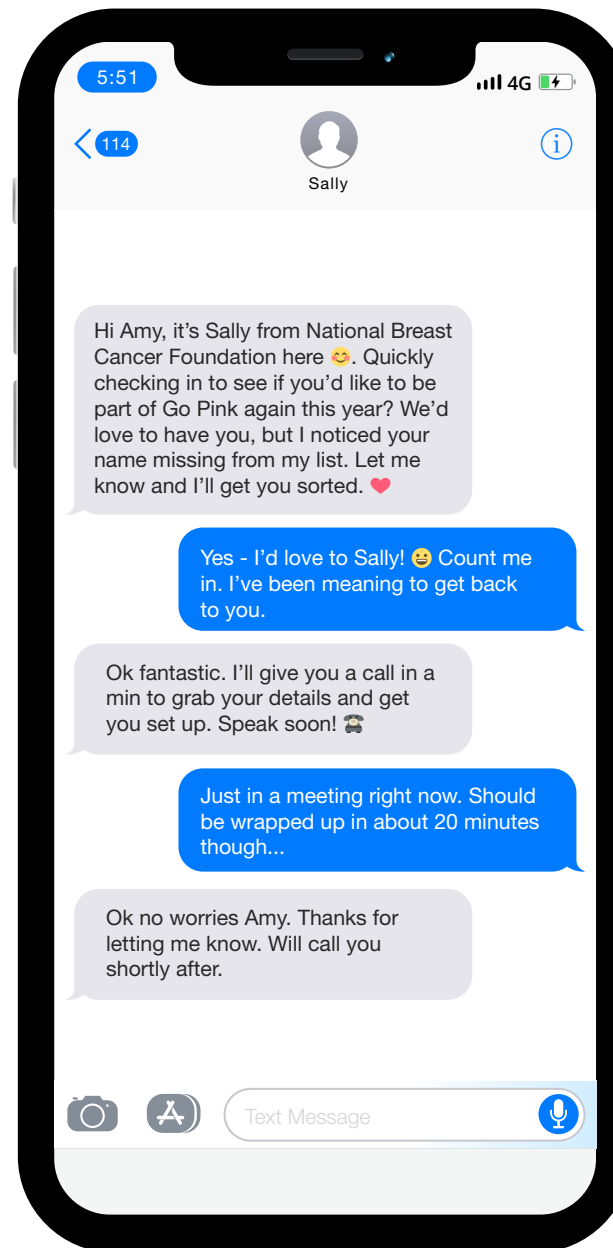 5:51
4G
114
Sally
Hi Amy, it’s Sally from National Breast
Cancer Foundation here 😊. Quickly
checking in to see if you’d like to be
part of Go Pink again this year? We’d
love to have you, but I noticed your
name missing from my list. Let me
know and I’ll get you sorted. ❤️
Yes - I’d love to Sally! 😀 Count me
in. I’ve been meaning to get back
to you.
Ok fantastic. I’ll give you a call in a
min to grab your details and get
you set up. Speak soon! ☎️
Just in a meeting right now. Should
be wrapped up in about 20 minutes
though...
Ok no worries Amy. Thanks for
letting me know. Will call you
shortly after.
Text Message